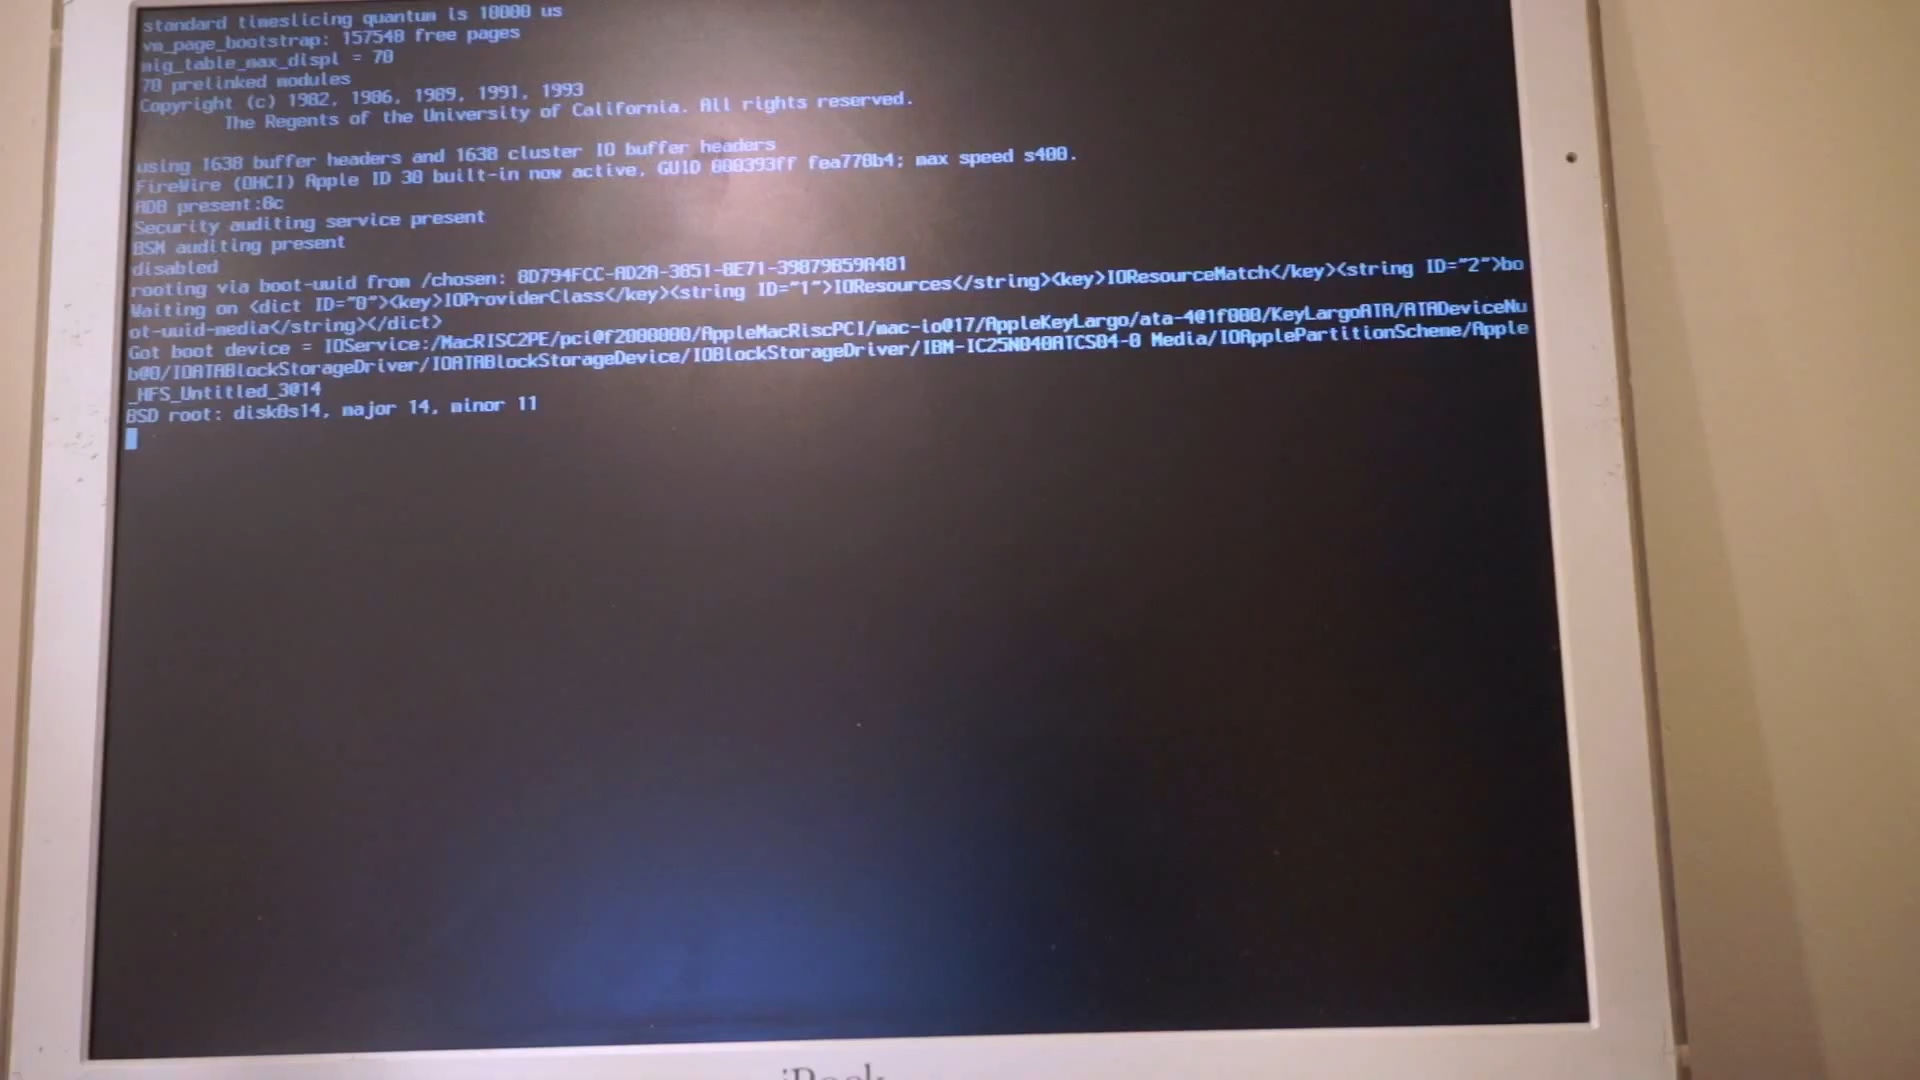 standard timeslicing quantum is 10000 us
vm_page_bootstrap: 157548 free pages
mig_table_max_displ = 70
70 prelinked modules
Copyright (c) 1982, 1986, 1989, 1991, 1993
The Regents of the University of California. All rights reserved.
using 1638 buffer headers and 1638 cluster IO buffer headers
FireWire (OHCI) Apple ID 30 built-in now active, GUID 000393ff fea770b4; max speed s400.
ADB present:8c
Security auditing service present
BSM auditing present
disabled
rooting via boot-uuid from /chosen: 8D794FCC-AD2A-3851-8E71-39879B59A481
Waiting on <dict ID="0"><key>IOProviderClass</key><string ID="1">IOResources</string><key>IOResourceMatch</key><string ID="2">bo
ot-uuid-media</string></dict>
Got boot device = IOService:/MacRISC2PE/pci@f2000000/AppleMacRiscPCI/mac-io@17/AppleKeyLargo/ata-4@1f000/KeyLargoATA/ATADeviceNu
b@0/IOATABlockStorageDriver/IOATABlockStorageDevice/IOBlockStorageDriver/IBM-IC25N040ATCS04-0 Media/IOApplePartitionScheme/Apple
_HFS_Untitled_3@14
BSD root: disk0s14, major 14, minor 11
iBook